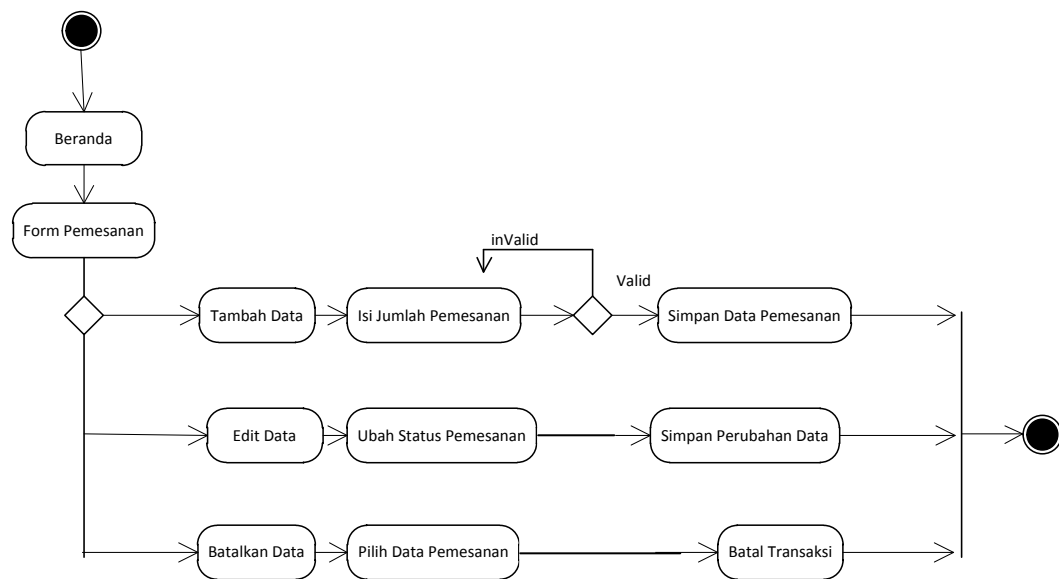 Beranda
Form Pemesanan
inValid
Valid
Tambah Data
Isi Jumlah Pemesanan
Simpan Data Pemesanan
Edit Data
Ubah Status Pemesanan
Simpan Perubahan Data
Batalkan Data
Pilih Data Pemesanan
Batal Transaksi